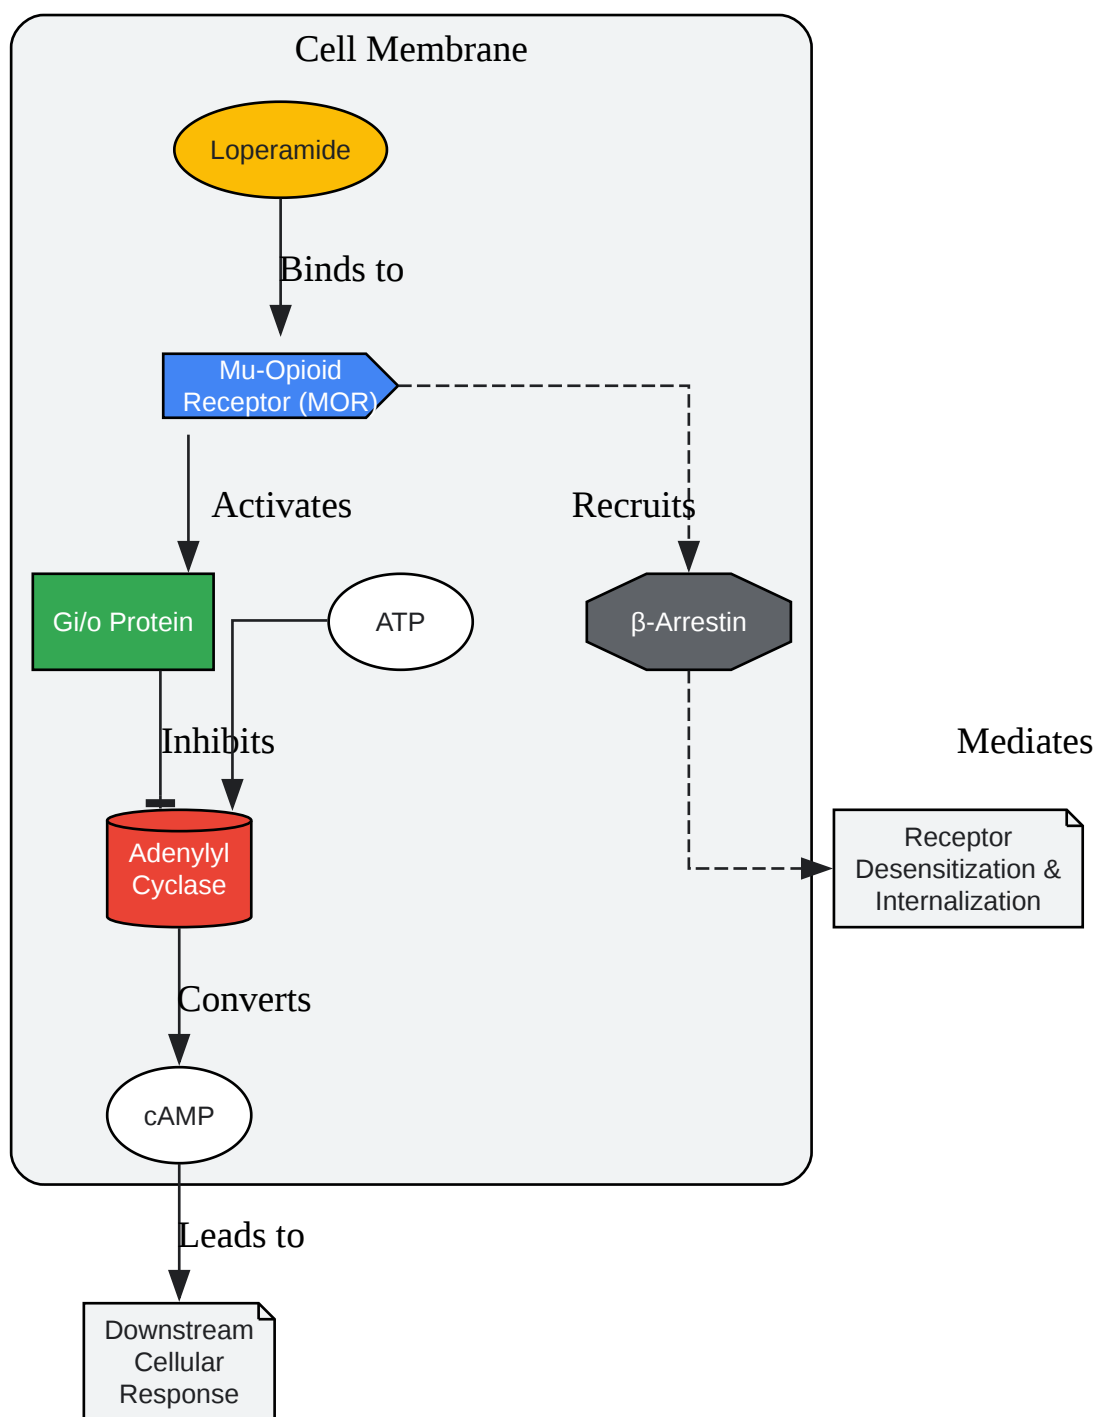 Cell Membrane
Loperamide
Binds to
Mu-Opioid
Receptor (MOR)
Activates
Recruits
Gi/o Protein
ATP
β-Arrestin
Inhibits
Mediates
Adenylyl
Cyclase
Receptor
Desensitization &
Internalization
Converts
cAMP
Leads to
Downstream
Cellular
Response